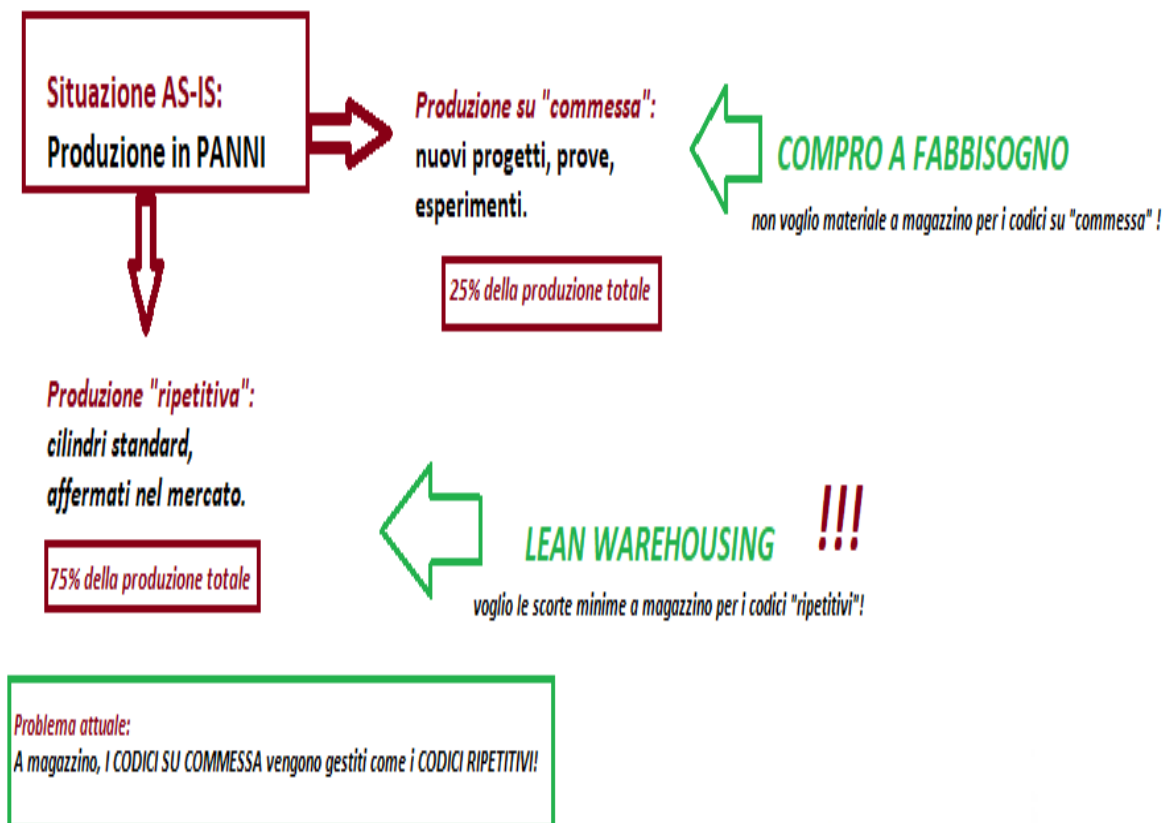 Situazione AS-IS:
Produzione in PANNI
Produzione su "commessa":
nuovi progetti, prove,
esperimenti.
25% della produzione totale
COMPRO A FABBISOGNO
non voglio materiale a magazzino per i codici su "commessa" !
Produzione "ripetitiva":
cilindri standard,
affermati nel mercato.
75% della produzione totale
LEAN WAREHOUSING !!!
voglio le scorte minime a magazzino per i codici "ripetitivi"!
Problema attuale:
A magazzino, I CODICI SU COMMESSA vengono gestiti come i CODICI RIPETITIVI!